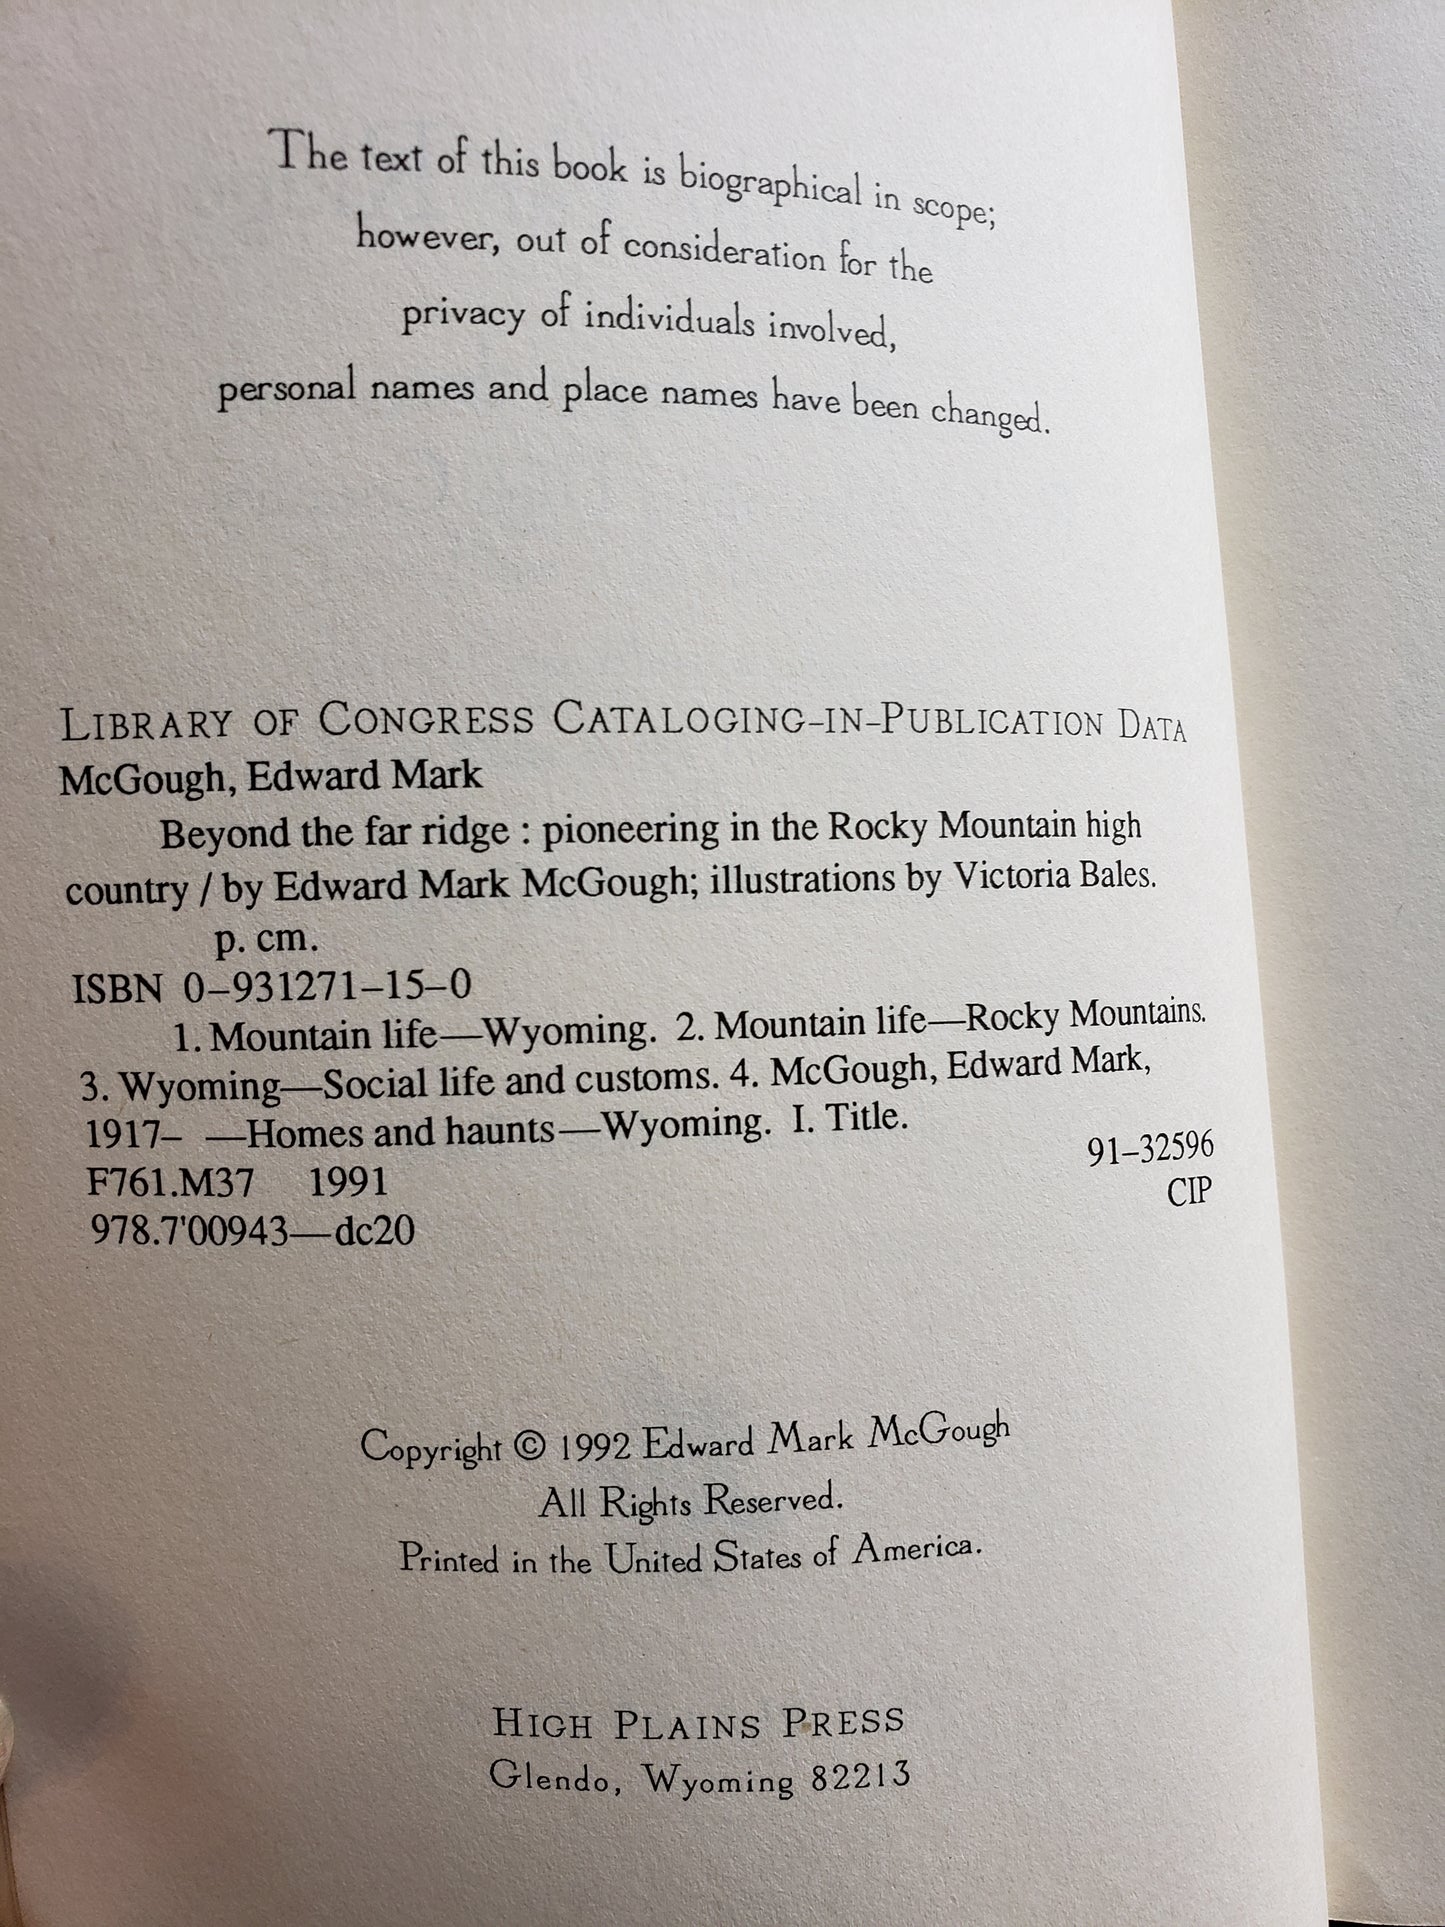 The text of this book is biographical in scope;
however, out of consideration for the
privacy of individuals involved,
personal names and place names have been changed.
LIBRARY OF CONGRESS CATALOGING-IN-PUBLICATION DATA
McGough, Edward Mark
Beyond the far ridge : pioneering in the Rocky Mountain high
country / by Edward Mark McGough; illustrations by Victoria Bales.
p. cm.
ISBN 0–931271–15–0
1. Mountain life—Wyoming. 2. Mountain life—Rocky Mountains.
3. Wyoming—Social life and customs. 4. McGough, Edward Mark,
1917– —Homes and haunts—Wyoming. I. Title.
F761.M37 1991
91–32596
978.7'00943—dc20
CIP
Copyright © 1992 Edward Mark McGough
All Rights Reserved.
Printed in the United States of America.
HIGH PLAINS PRESS
Glendo, Wyoming 82213